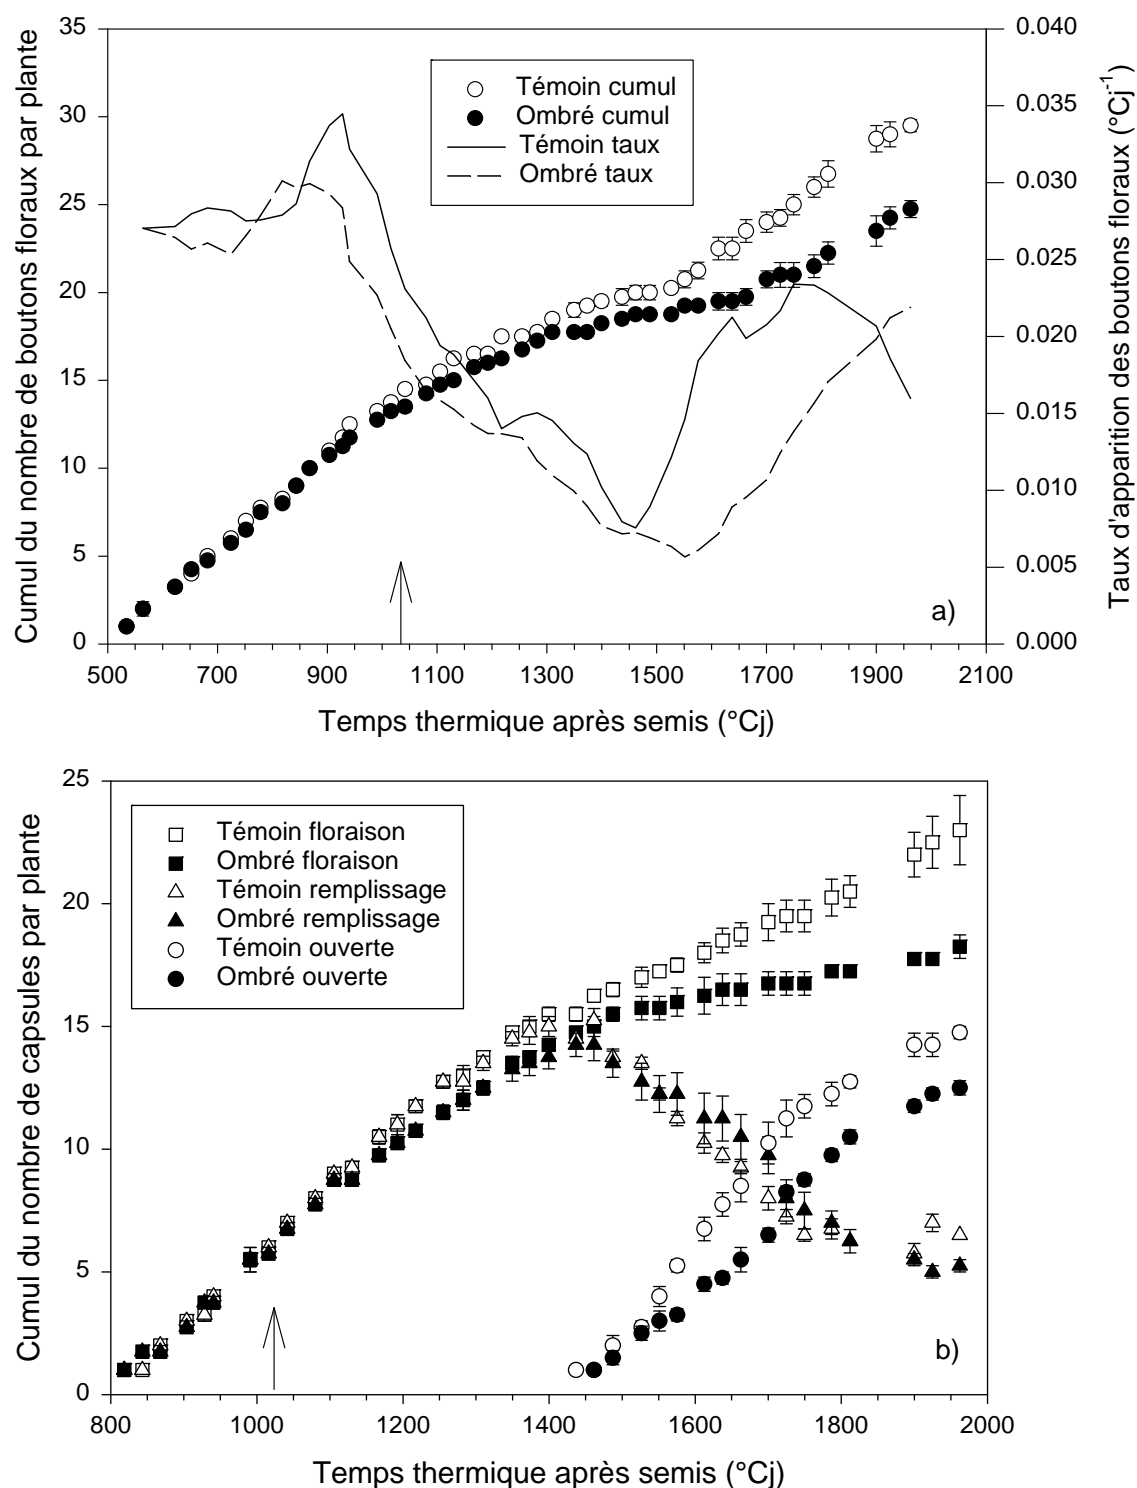 35
30
25
20
15
10
5
0
Cumul du nombre de boutons floraux par plante
Témoin cumul
Ombré cumul
Témoin taux
Ombré taux
0.040
0.035
0.030
0.025
0.020
0.015
0.010
0.005
0.000
Taux d'apparition des boutons floraux (°Cj-1)
a)
500 700 900 1100 1300 1500 1700 1900 2100
Temps thermique après semis (°Cj)
25
20
15
10
5
0
Cumul du nombre de capsules par plante
Témoin floraison
Ombré floraison
Témoin remplissage
Ombré remplissage
Témoin ouverte
Ombré ouverte
b)
800 1000 1200 1400 1600 1800 2000
Temps thermique après semis (°Cj)